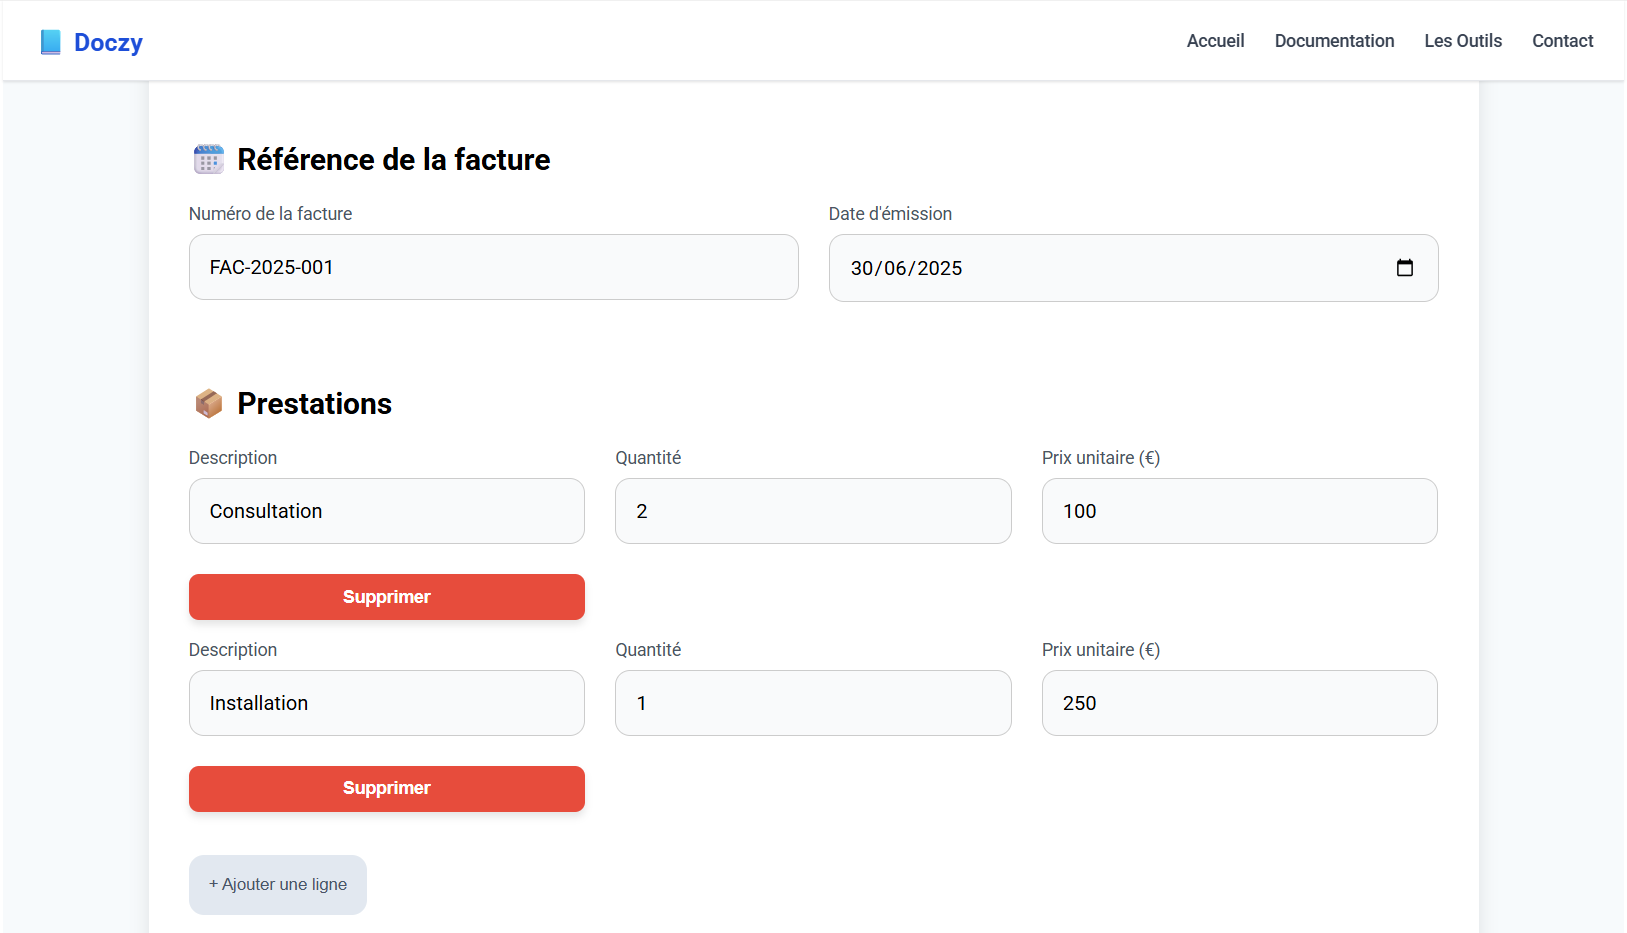 Doczy
Accueil Documentation Les Outils Contact
Référence de la facture
Numéro de la facture Date d'émission
FAC-2025-001 30/06/2025
Prestations
Description Quantité Prix unitaire (€)
Consultation 2 100
Supprimer
Description Quantité Prix unitaire (€)
Installation 1 250
Supprimer
+ Ajouter une ligne